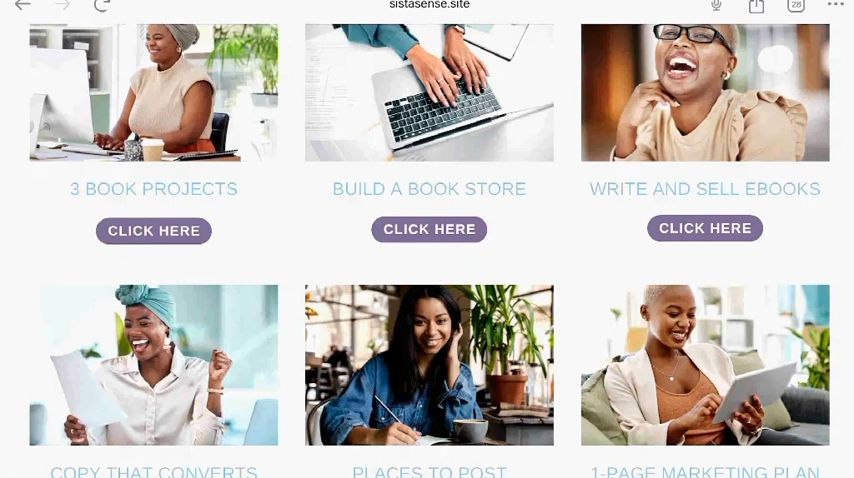 sistasense.site
28
3 BOOK PROJECTS
BUILD A BOOK STORE
WRITE AND SELL EBOOKS
CLICK HERE
CLICK HERE
CLICK HERE
COPY THAT CONVERTS
PLACES TO POST
1-PAGE MARKETING PLAN